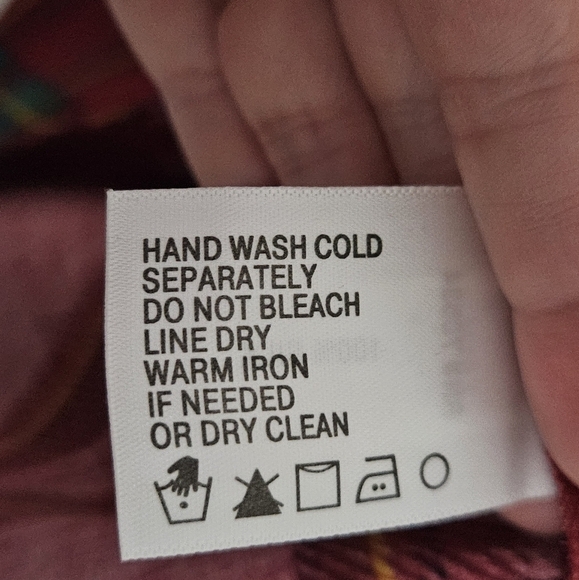 HAND WASH COLD
SEPARATELY
DO NOT BLEACH
LINE DRY
WARM IRON
IF NEEDED
OR DRY CLEAN